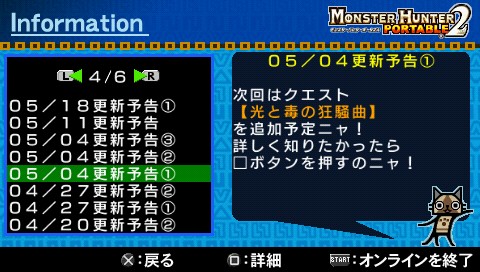 Information
MONSTER HUNTER
PORTABLE 2
L 4/6 R
05／18更新予告①
05／11更新予告
05／04更新予告③
05／04更新予告②
05／04更新予告①
04／27更新予告②
04／27更新予告①
04／20更新予告②
05／04更新予告①
次回はクエスト
【光と毒の狂騒曲】
を追加予定ニャ！
詳しく知りたかったら
□ボタンを押すのニャ！
×:戻る
□:詳細
START:オンラインを終了